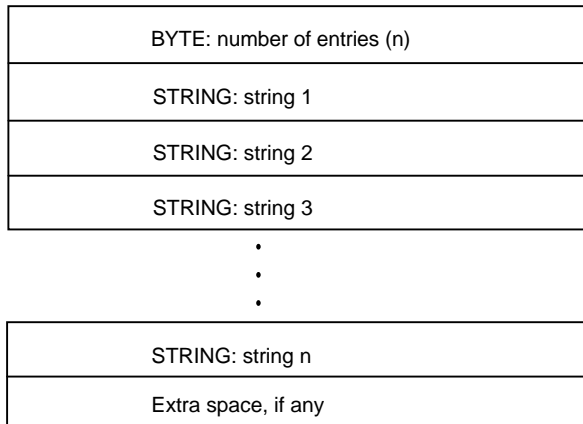 BYTE: number of entries (n)
STRING: string 1
STRING: string 2
STRING: string 3
STRING: string n
Extra space, if any